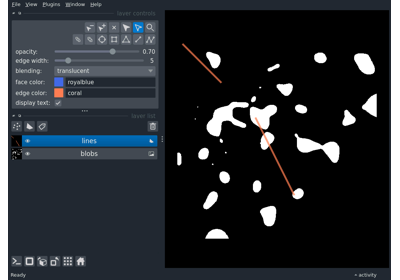 File View Plugins Window Help
layer controls
opacity: 0.70
edge width: 5
blending: translucent
face color: royalblue
edge color: coral
display text:
layer list
lines
blobs
Ready
activity